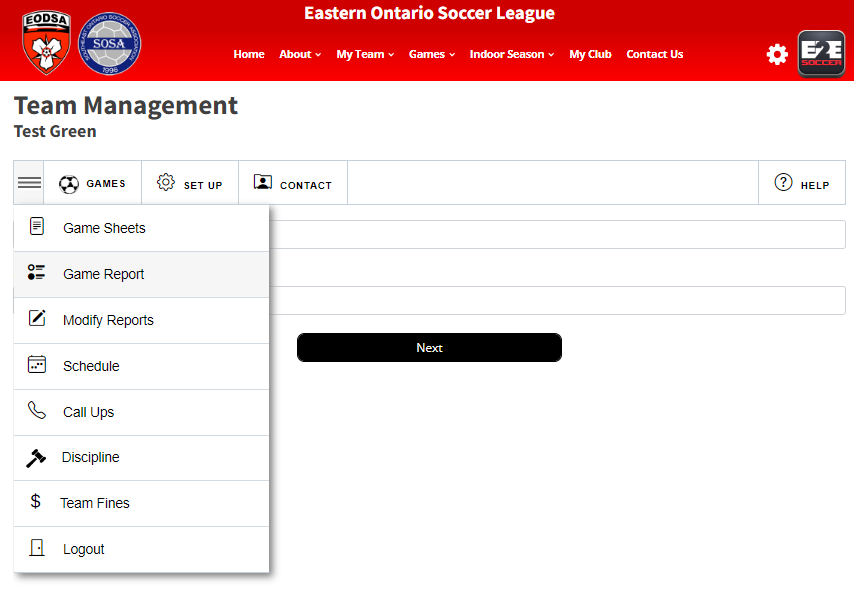 EODSA
SOSA
1996
Eastern Ontario Soccer League
Home About My Team Games Indoor Season My Club Contact Us
E2E
SOCCER
Team Management
Test Green
GAMES SET UP CONTACT HELP
Game Sheets
Game Report
Modify Reports
Schedule
Call Ups
Discipline
$ Team Fines
Logout
Next